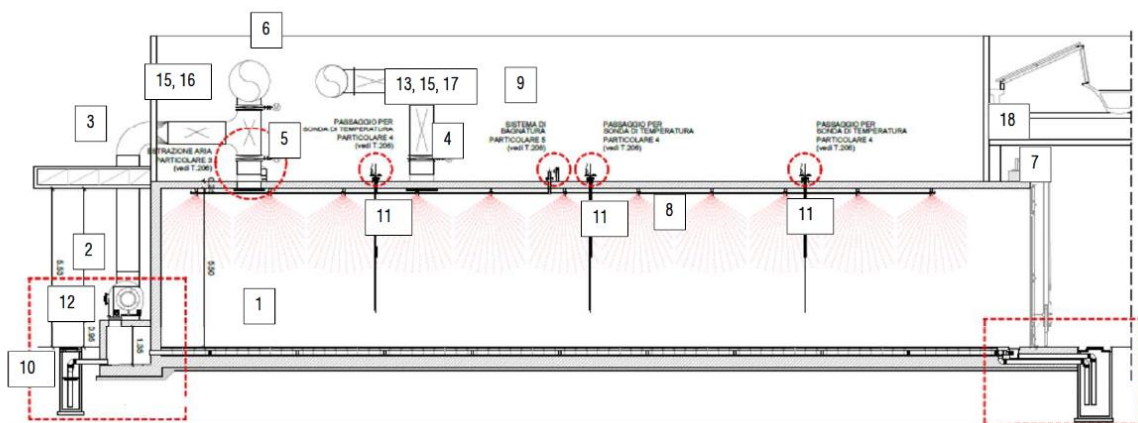 6
15, 16
13, 15, 17
9
3
5
4
18
7
PASSAGGIO PER
SONDA DI TEMPERATURA
PARTICOLARE 4
(vedi T.206)
SISTEMA DI
BAGNATURA
PARTICOLARE 5
(vedi T.206)
PASSAGGIO PER
SONDA DI TEMPERATURA
PARTICOLARE 4
(vedi T.206)
PASSAGGIO PER
SONDA DI TEMPERATURA
PARTICOLARE 4
(vedi T.206)
ESTRAZIONE ARIA
PARTICOLARE 3
(vedi T.206)
11
11
8
11
2
5.50
12
1
10
1.35